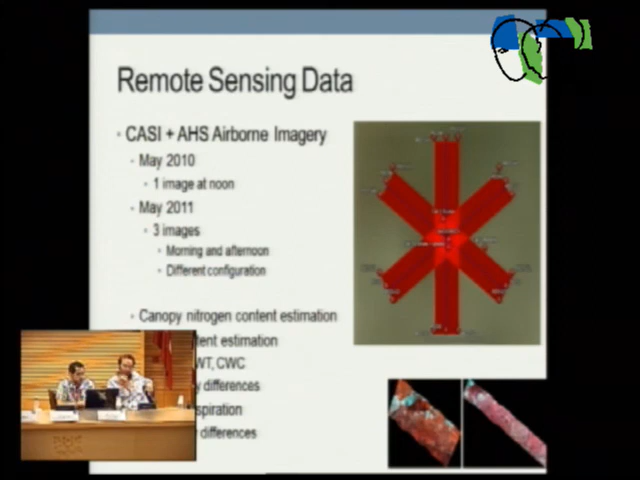 Remote Sensing Data
CASI + AHS Airborne Imagery
May 2010
1 image at noon
May 2011
3 images
Morning and afternoon
Different configuration
Canopy nitrogen content estimation
tent estimation
WT, CWC
y differences
spiration
differences